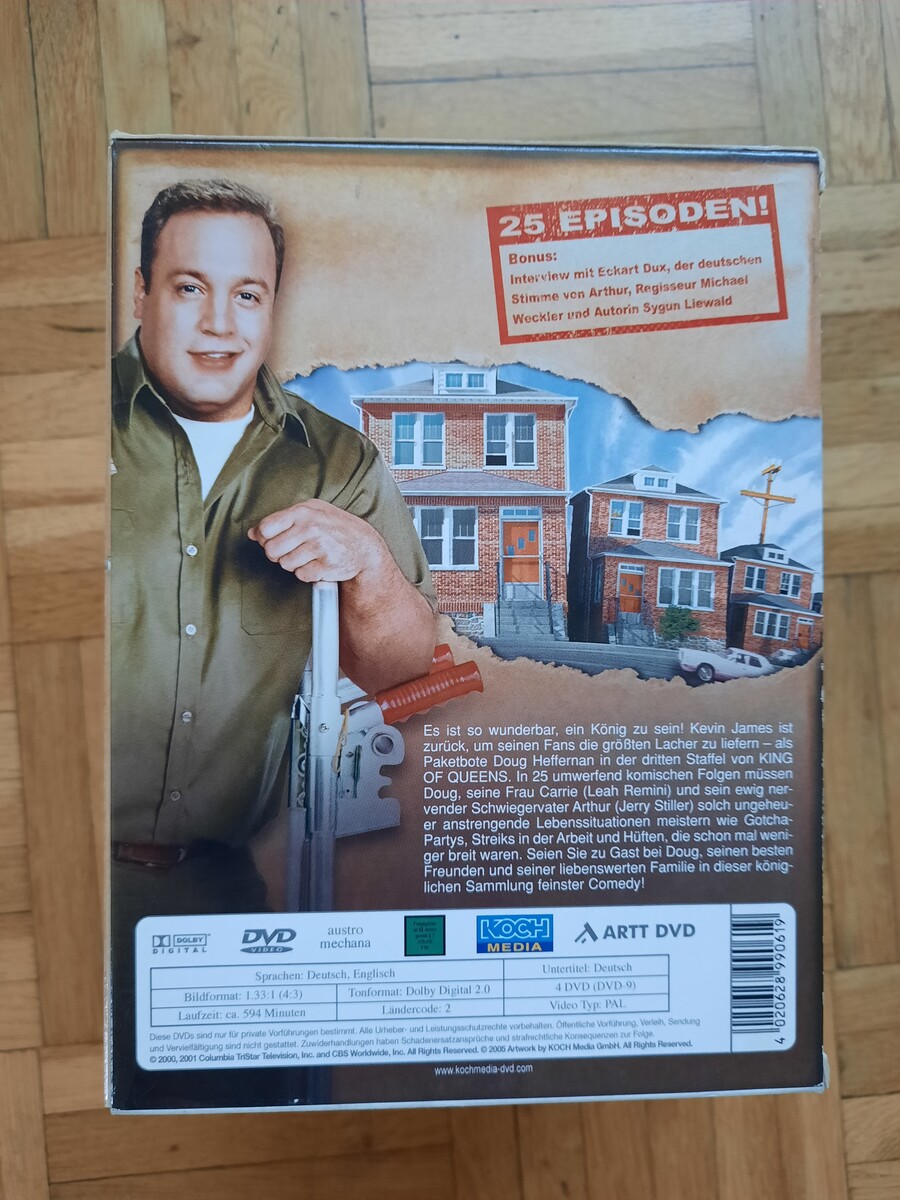 25 EPISODEN!
Bonus:
Interview mit Eckart Dux, der deutschen
Stimme von Arthur, Regisseur Michael
Weckler und Autorin Sygun Liewald
Es ist so wunderbar, ein König zu sein! Kevin James ist
zurück, um seinen Fans die größten Lacher zu liefern – als
Paketbote Doug Heffernan in der dritten Staffel von KING
OF QUEENS. In 25 umwerfend komischen Folgen müssen
Doug, seine Frau Carrie (Leah Remini) und sein ewig ner-
vender Schwiegervater Arthur (Jerry Stiller) solch ungeheu-
er anstrengende Lebenssituationen meistern wie Gotcha-
Partys, Streiks in der Arbeit und Hüften, die schon mal weni-
ger breit waren. Seien Sie zu Gast bei Doug, seinen besten
Freunden und seiner liebenswerten Familie in dieser könig-
lichen Sammlung feinster Comedy!
DOLBY
DIGITAL
DVD
VIDEO
austro
mechana
KOCH
MEDIA
ARTT DVD
Sprachen: Deutsch, Englisch
Untertitel: Deutsch
Bildformat: 1.33:1 (4:3)
Tonformat: Dolby Digital 2.0
4 DVD (DVD-9)
Laufzeit: ca. 594 Minuten
Ländercode: 2
Video Typ: PAL
Diese DVDs sind nur für private Vorführungen bestimmt. Alle Urheber- und Leistungsschutzrechte vorbehalten. Öffentliche Vorführung, Verleih, Sendung
und Vervielfältigung sind nicht gestattet. Zuwiderhandlungen haben Schadenersatzansprüche und strafrechtliche Konsequenzen zur Folge.
© 2000, 2001 Columbia TriStar Television, Inc. and CBS Worldwide, Inc. All Rights Reserved. © 2005 Artwork by KOCH Media GmbH. All Rights Reserved.
4 020628 990619
www.kochmedia-dvd.com